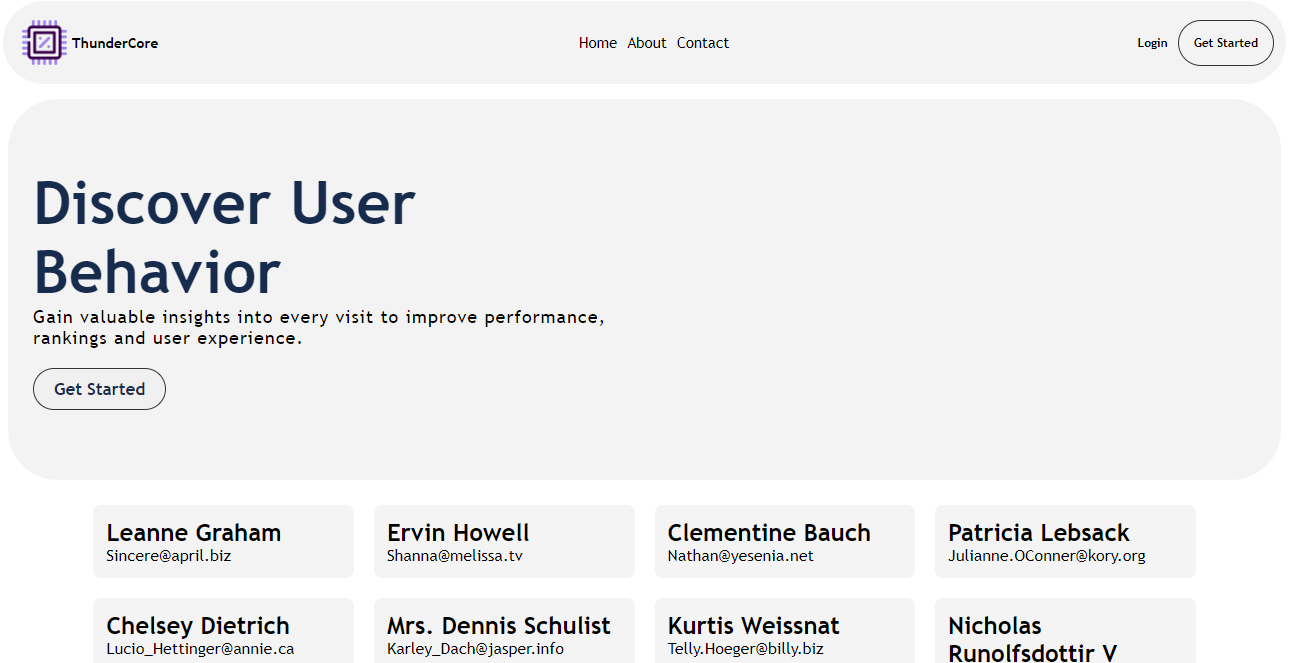 ThunderCore
Home About Contact
Login Get Started
Discover User
Behavior
Gain valuable insights into every visit to improve performance,
rankings and user experience.
Get Started
Leanne Graham
Sincere@april.biz
Ervin Howell
Shanna@melissa.tv
Clementine Bauch
Nathan@yesenia.net
Patricia Lebsack
Julianne.OConner@kory.org
Chelsey Dietrich
Lucio_Hettinger@annie.ca
Mrs. Dennis Schulist
Karley_Dach@jasper.info
Kurtis Weissnat
Telly.Hoeger@billy.biz
Nicholas
Runolfsdottir V